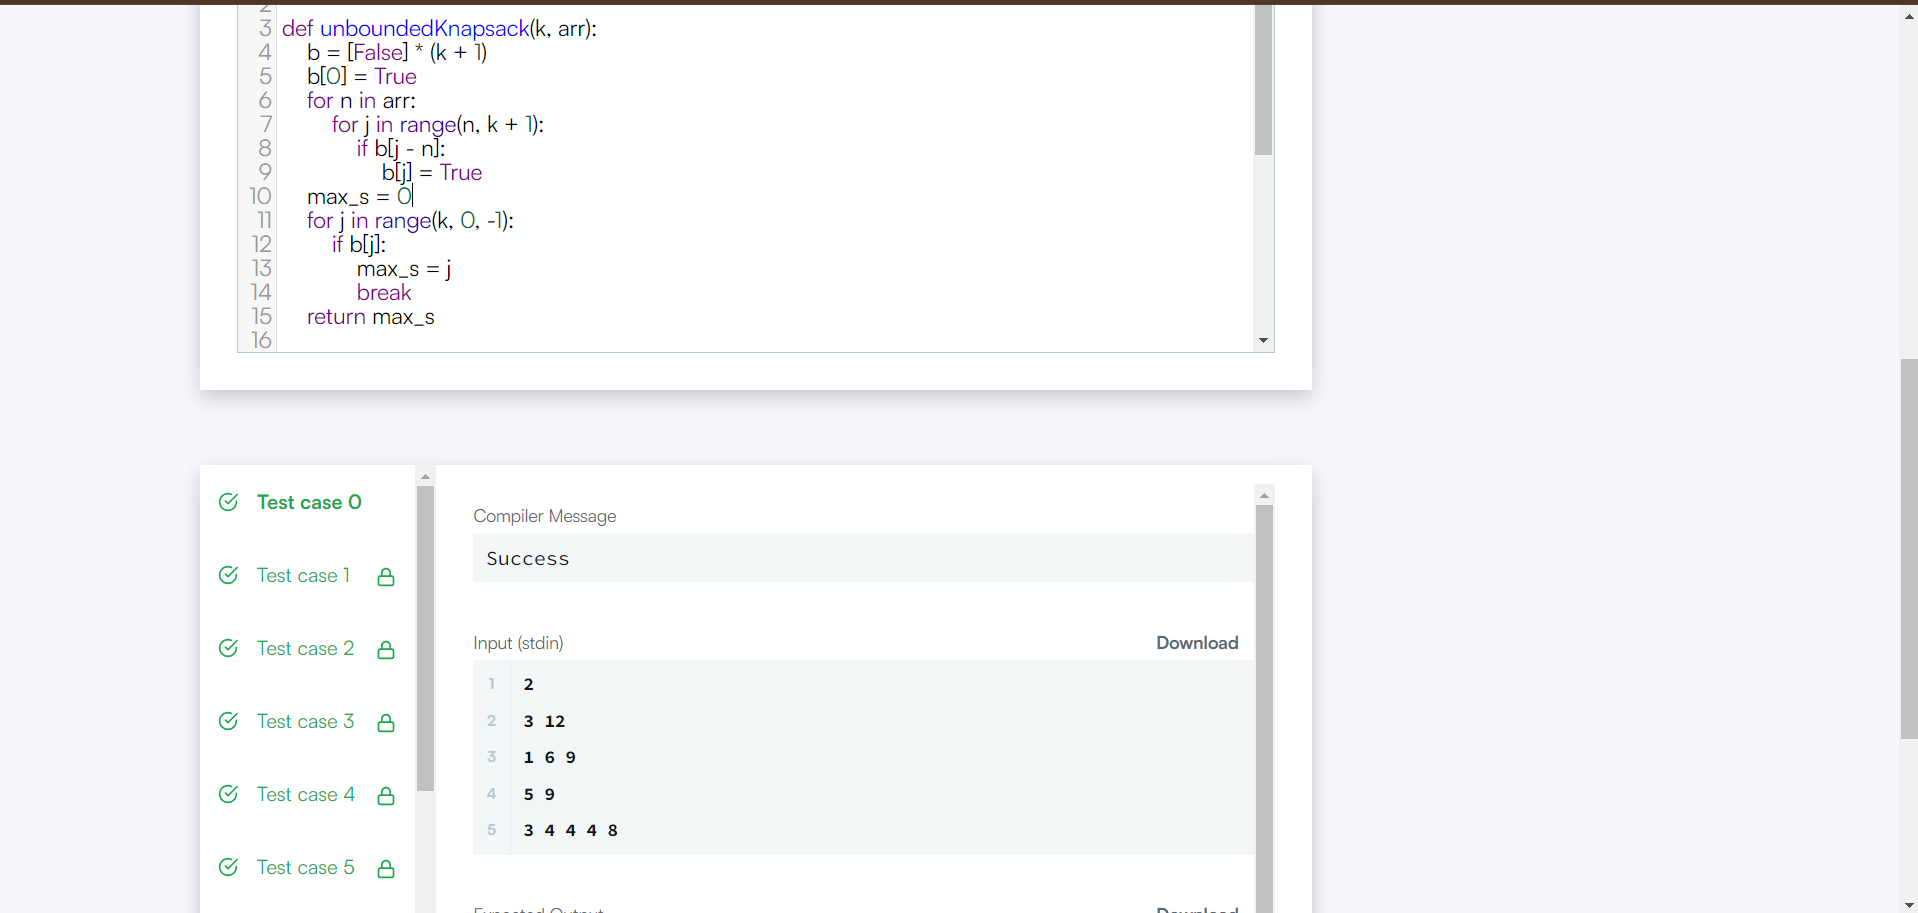 2
3 def unboundedKnapsack(k, arr):
4 b = [False] * (k + 1)
5 b[0] = True
6 for n in arr:
7 for j in range(n, k + 1):
8 if b[j - n]:
9 b[j] = True
10 max_s = 0
11 for j in range(k, 0, -1):
12 if b[j]:
13 max_s = j
14 break
15 return max_s
16
Test case 0
Test case 1
Test case 2
Test case 3
Test case 4
Test case 5
Compiler Message
Success
Input (stdin) Download
1 2
2 3 12
3 1 6 9
4 5 9
5 3 4 4 4 8
Expected Output Download